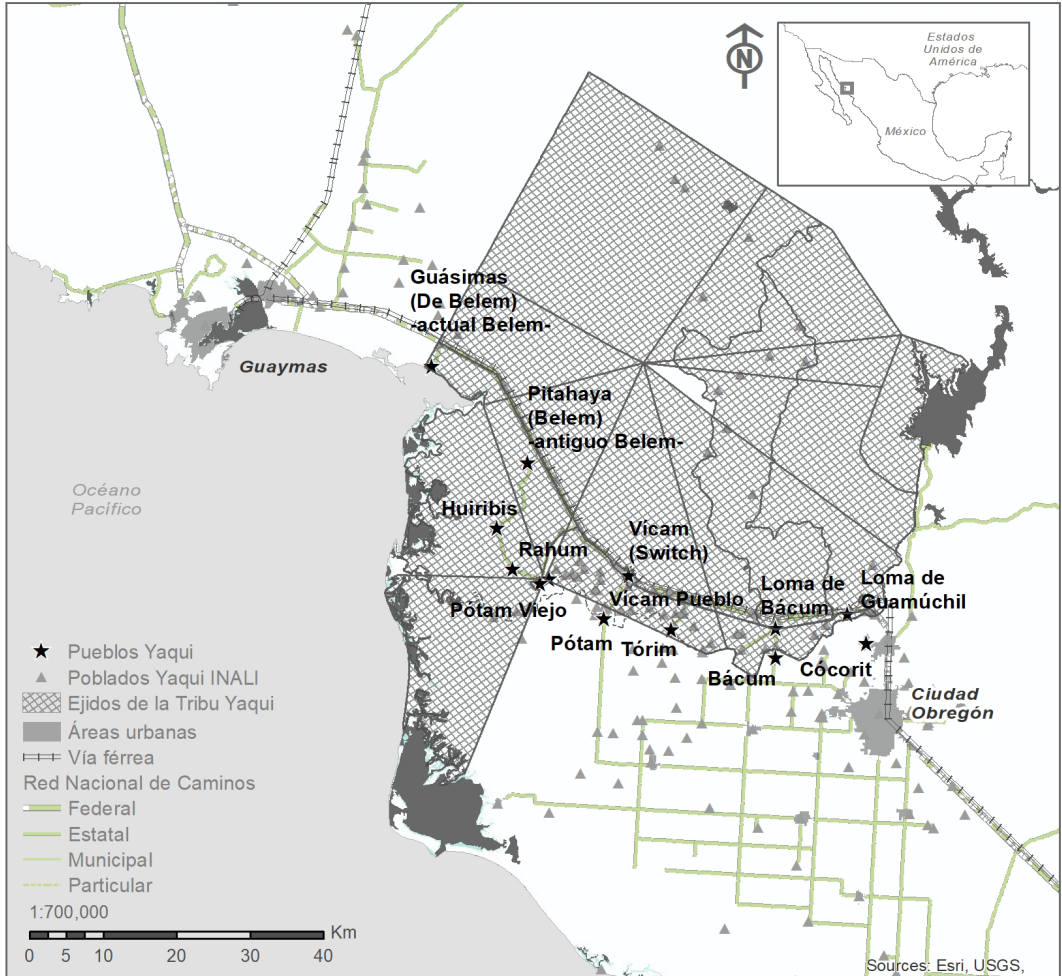 N
Estados
Unidos de
América
México
Guásimas
(De Belem)
-actual Belem-
Guaymas
Pitahaya
(Belem)
-antiguo Belem-
Océano
Pacífico
Huiribis
Rahum
Vicam
(Switch)
Pótam Viejo
Vicam Pueblo
Loma de
Bácum
Loma de
Guamúchil
Pótam
Tórim
Bácum
Cócorit
Ciudad
Obregón
Pueblos Yaqui
Poblados Yaqui INALI
Ejidos de la Tribu Yaqui
Áreas urbanas
Vía férrea
Red Nacional de Caminos
Federal
Estatal
Municipal
Particular
1:700,000
Km
0 5 10 20 30 40
Sources: Esri, USGS,